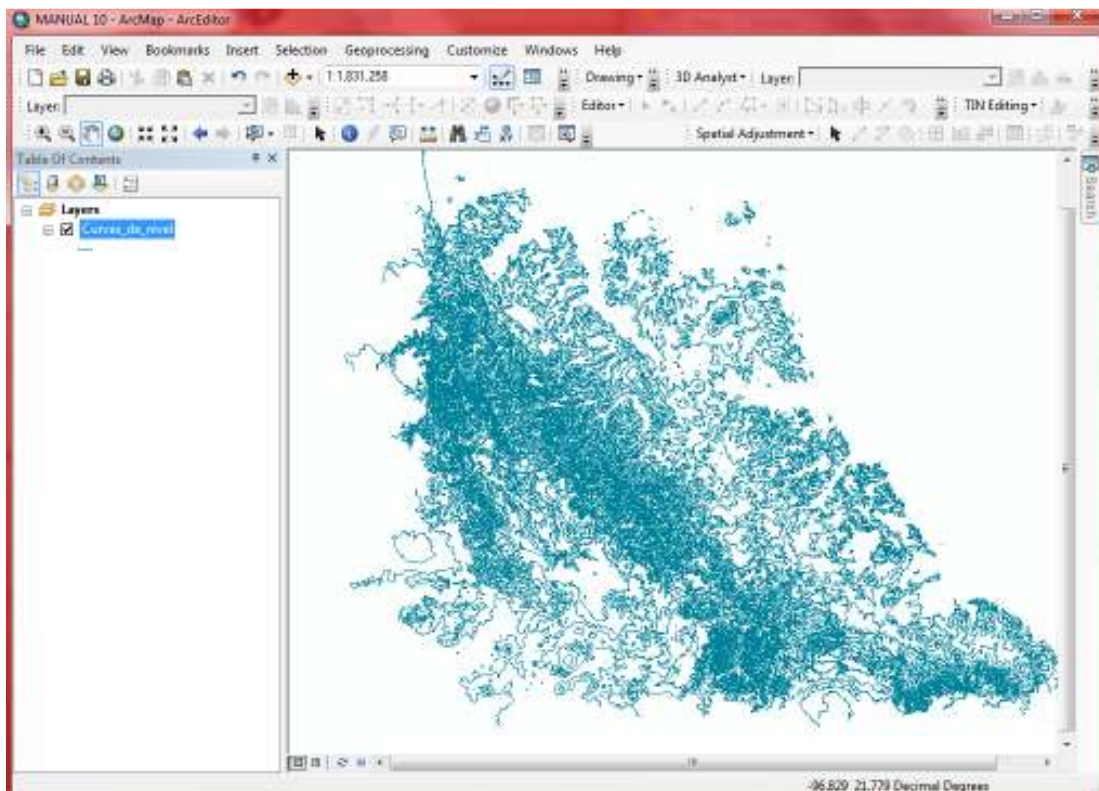 MANUAL 10 - ArcMap - ArcEditor
File Edit View Bookmarks Insert Selection Geoprocessing Customize Windows Help
1:1,831,258 Drawing 3D Analyst Layer:
Layer: Editor TIN Editing
Spatial Adjustment
Table Of Contents
Search
Layers
Curvas_de_nivel
-96.829 21.779 Decimal Degrees